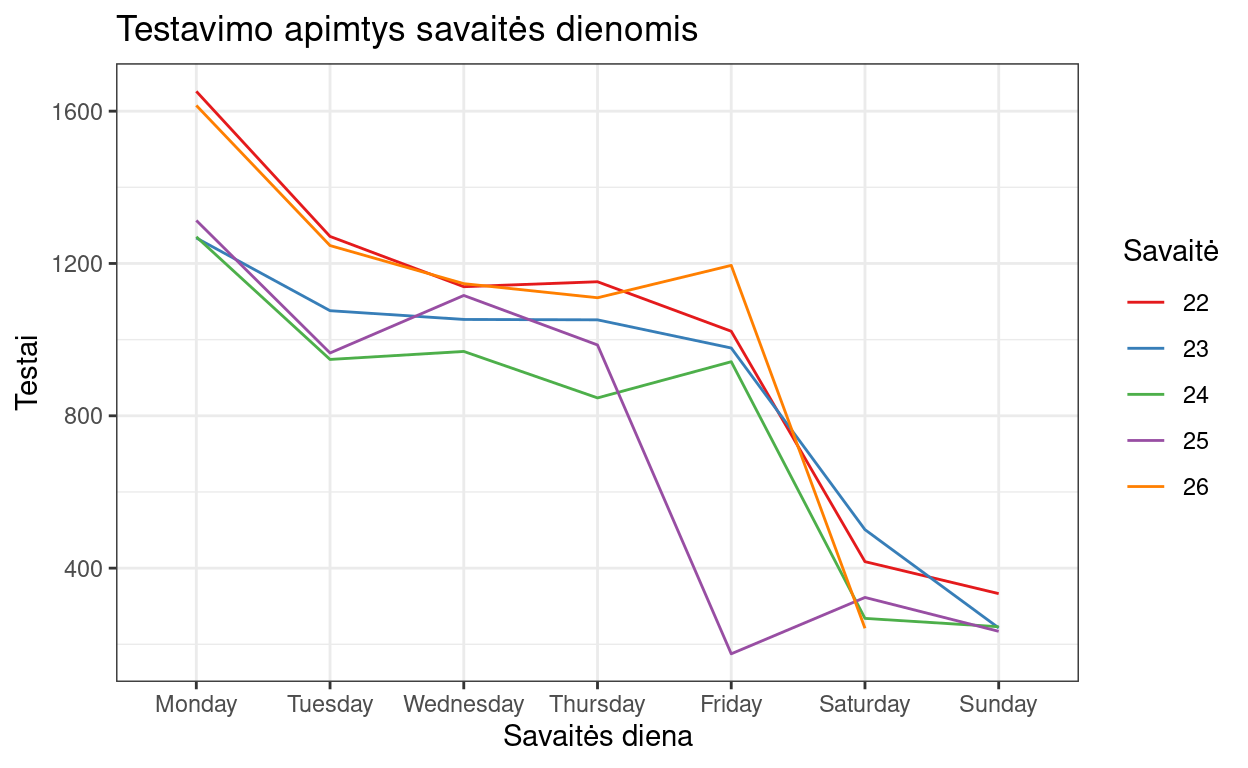 Testavimo apimtys savaitės dienomis
1600
1200
800
400
Testai
Monday Tuesday Wednesday Thursday Friday Saturday Sunday
Savaitės diena
Savaitė
22
23
24
25
26